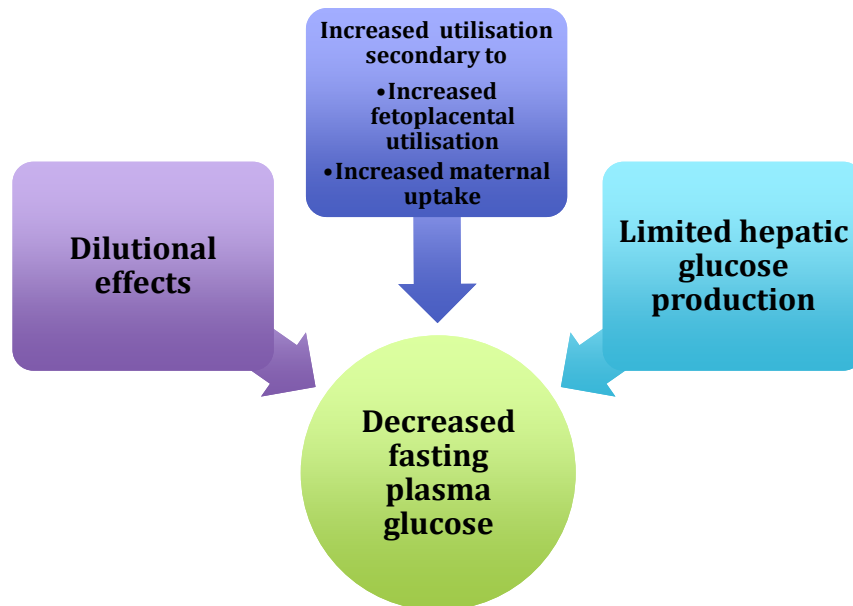 Increased utilisation
secondary to
•Increased
fetoplacental
utilisation
•Increased maternal
uptake
Dilutional
effects
Limited hepatic
glucose
production
Decreased
fasting
plasma
glucose